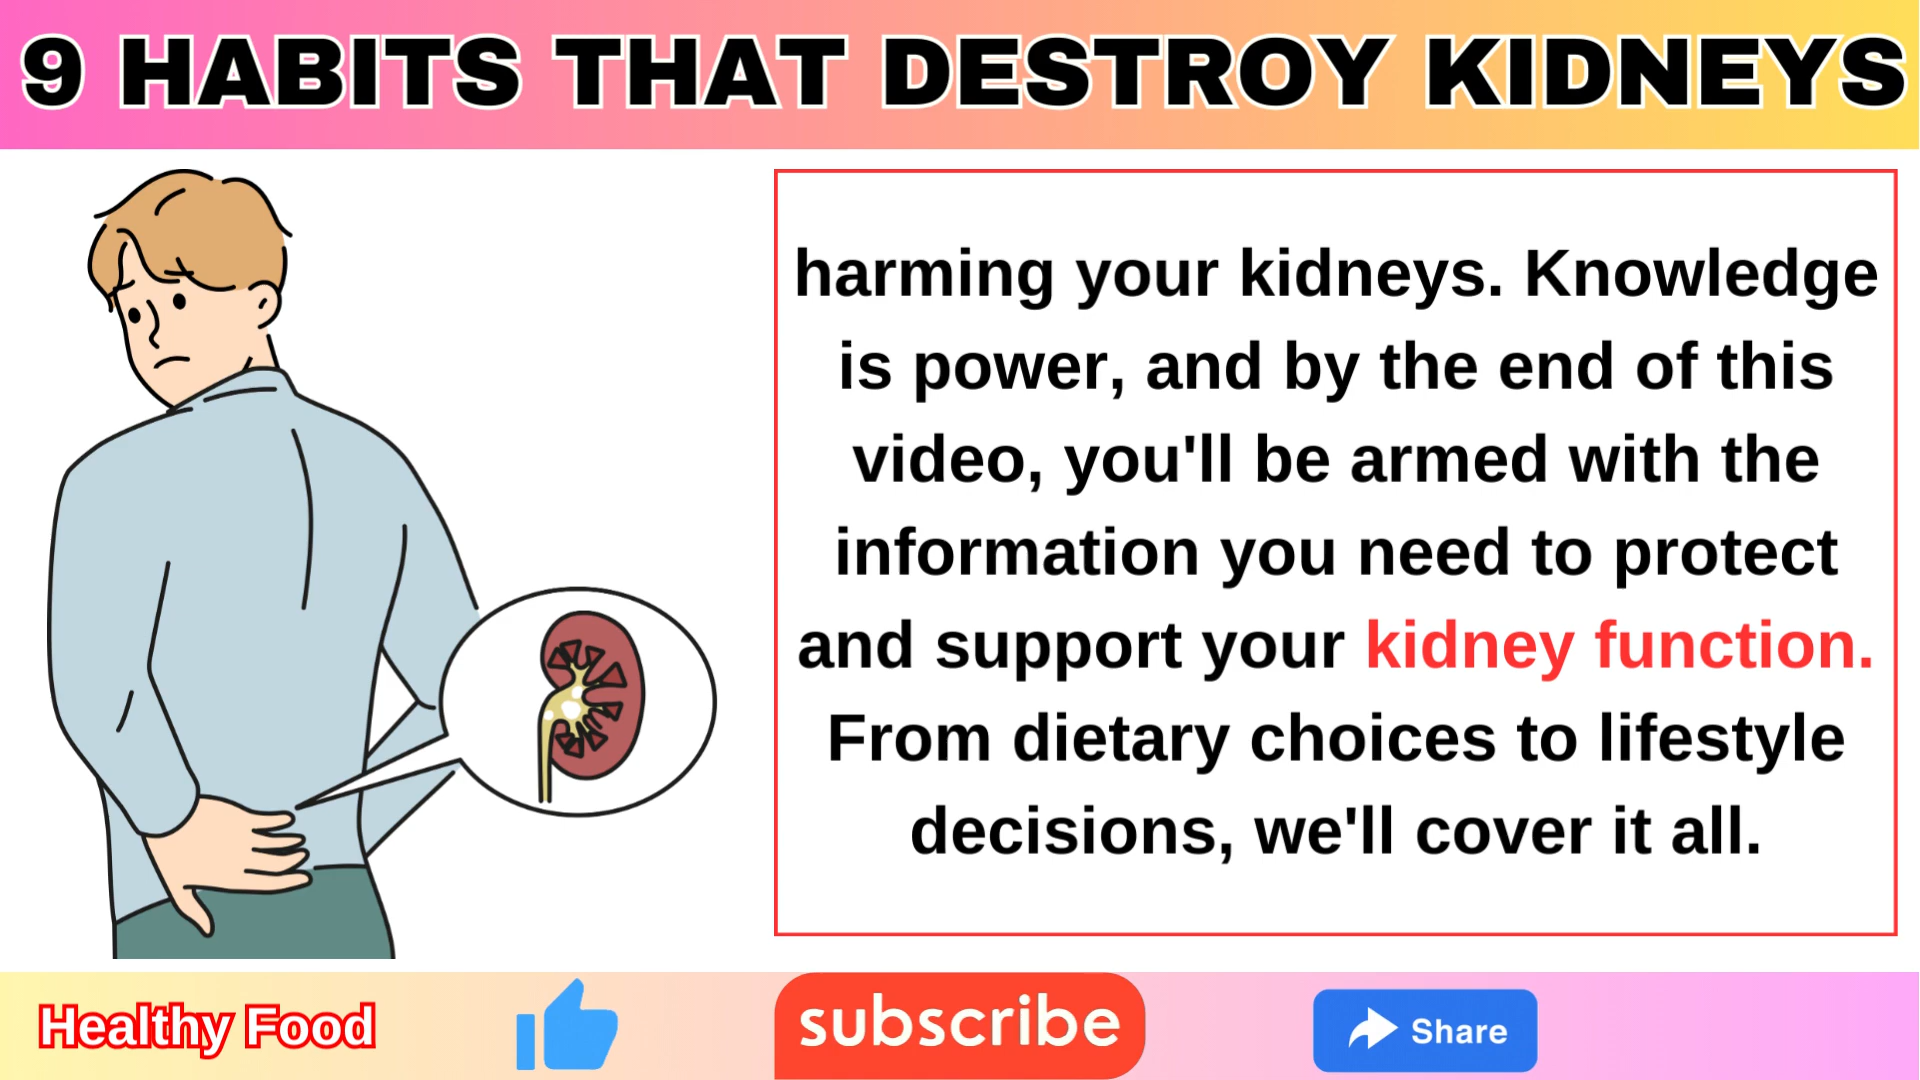 9 HABITS THAT DESTROY KIDNEYS
harming your kidneys. Knowledge
is power, and by the end of this
video, you'll be armed with the
information you need to protect
and support your kidney function.
From dietary choices to lifestyle
decisions, we'll cover it all.
Healthy Food
subscribe
Share